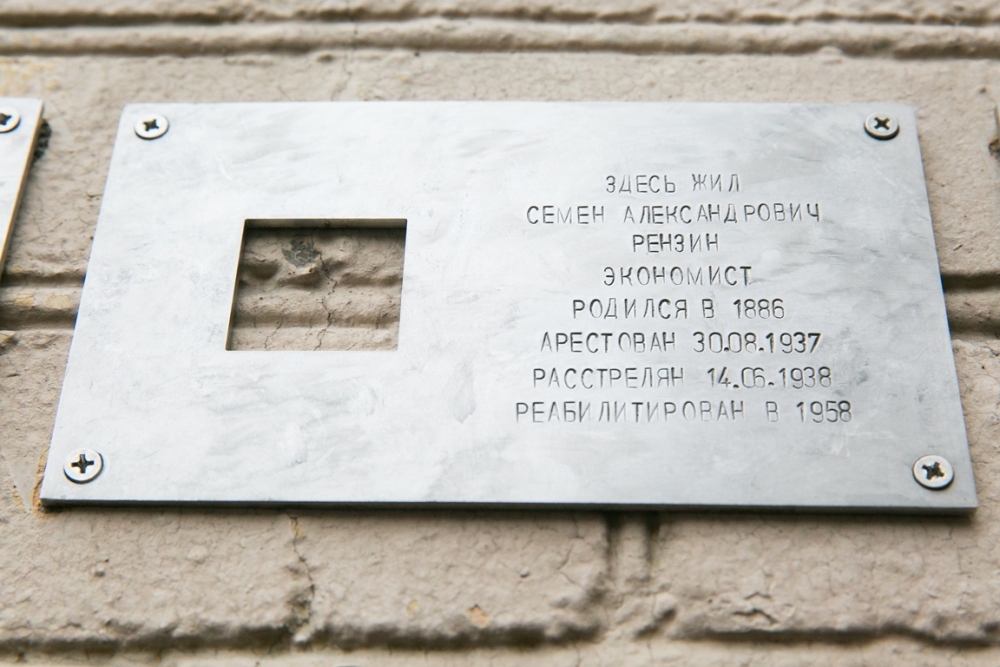 ЗДЕСЬ ЖИЛ
СЕМЕН АЛЕКСАНДРОВИЧ
РЕНЗИН
ЭКОНОМИСТ
РОДИЛСЯ В 1886
АРЕСТОВАН 30.08.1937
РАССТРЕЛЯН 14.06.1938
РЕАБИЛИТИРОВАН В 1958